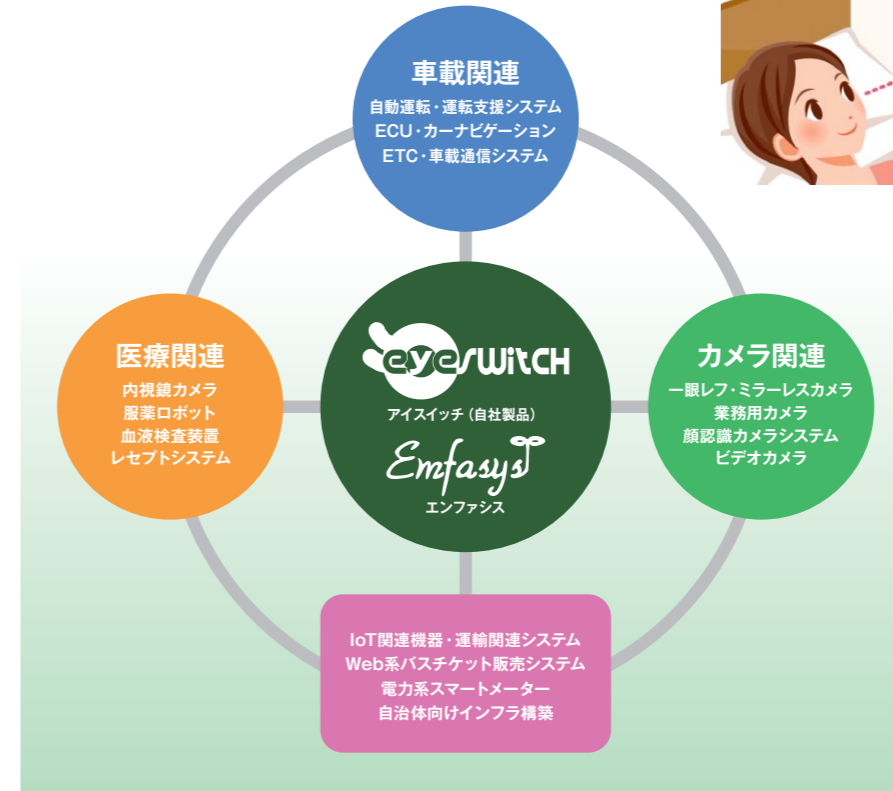 車載関連
自動運転・運転支援システム
ECU・カーナビゲーション
ETC・車載通信システム
医療関連
内視鏡カメラ
服薬ロボット
血液検査装置
レセプトシステム
eyeswitch
アイスイッチ（自社製品）
Emfasys
エンファシス
カメラ関連
一眼レフ・ミラーレスカメラ
業務用カメラ
顔認識カメラシステム
ビデオカメラ
IoT関連機器・運輸関連システム
Web系バスチケット販売システム
電力系スマートメーター
自治体向けインフラ構築